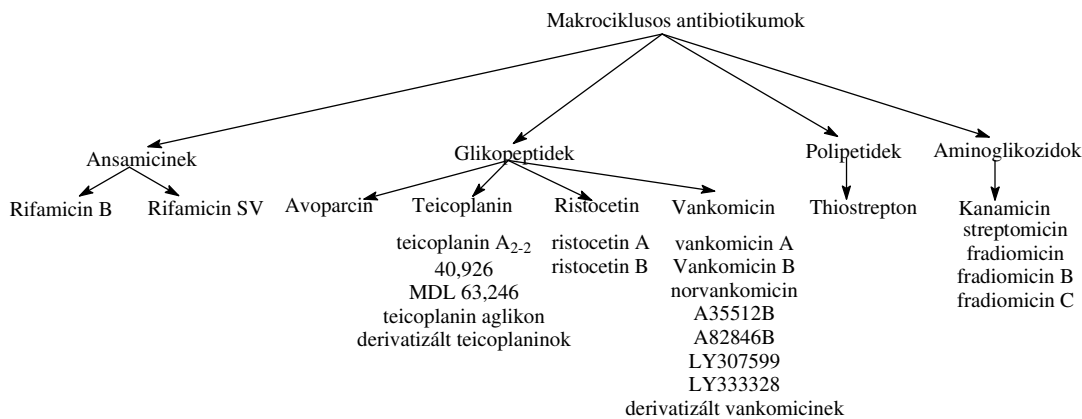 Makrociklusos antibiotikumok
Ansamicinek
Glikopeptidek
Polipetidek
Aminoglikozidok
Rifamicin B
Rifamicin SV
Avoparcin
Teicoplanin
Ristocetin
Vankomicin
Thiostrepton
Kanamicin
streptomicin
fradiomicin
fradiomicin B
fradiomicin C
teicoplanin A2-2
40,926
MDL 63,246
teicoplanin aglikon
derivatizált teicoplaninok
ristocetin A
ristocetin B
vankomicin A
Vankomicin B
norvankomicin
A35512B
A82846B
LY307599
LY333328
derivatizált vankomicinek